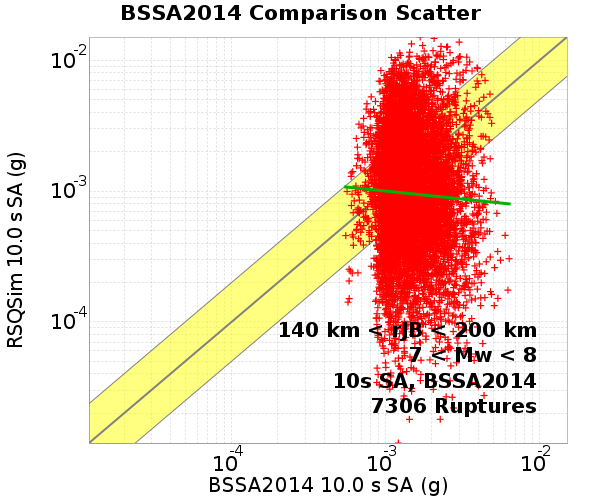 BSSA2014 Comparison Scatter
RSQSim 10.0 s SA (g)
10-2
10-3
10-4
140 km < rJB < 200 km
7 < Mw < 8
10s SA, BSSA2014
7306 Ruptures
10-4 10-3 10-2
BSSA2014 10.0 s SA (g)